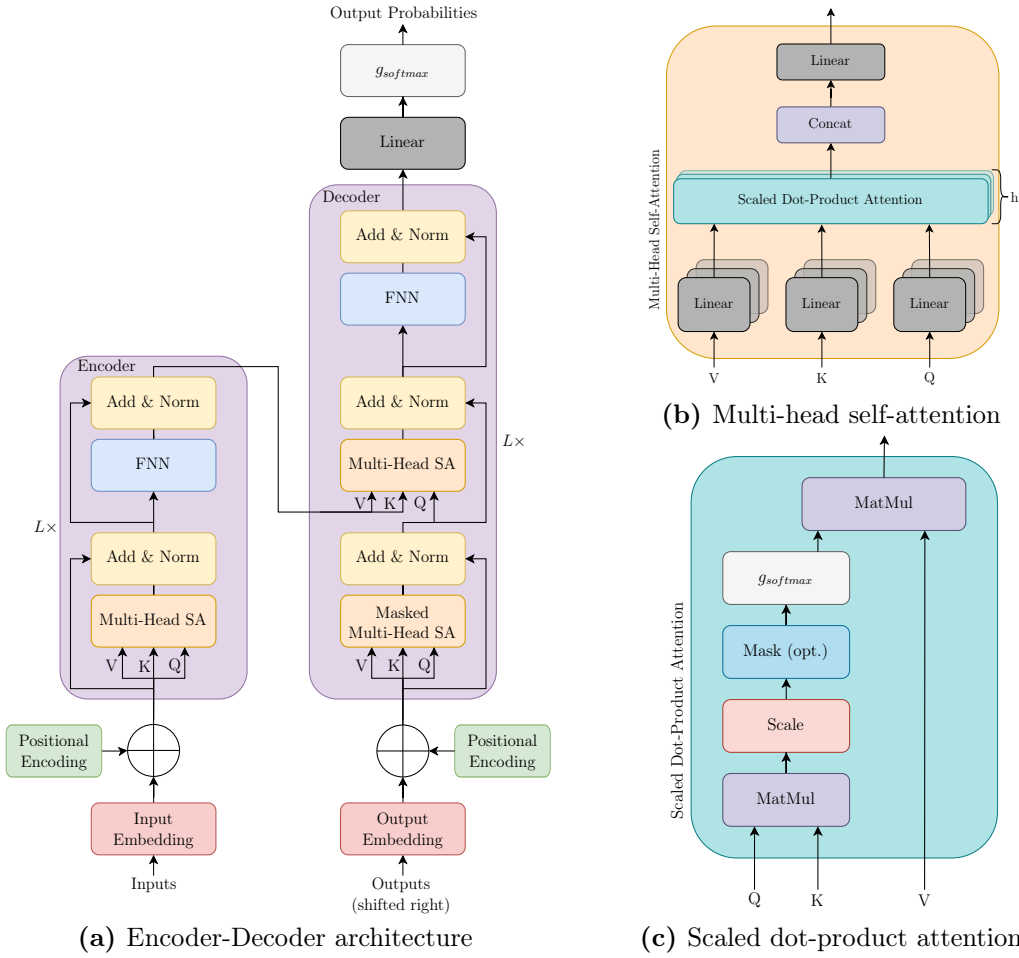 Output Probabilities
g_softmax
Linear
Decoder
Add & Norm
FNN
Add & Norm
Multi-Head SA
V K Q
Add & Norm
Masked
Multi-Head SA
V K Q
L×
Encoder
Add & Norm
FNN
Add & Norm
Multi-Head SA
V K Q
L×
Positional
Encoding
Positional
Encoding
Input
Embedding
Output
Embedding
Inputs
Outputs
(shifted right)
(a) Encoder-Decoder architecture
Multi-Head Self-Attention
Linear
Concat
Scaled Dot-Product Attention
h
Linear Linear Linear
V K Q
(b) Multi-head self-attention
Scaled Dot-Product Attention
MatMul
g_softmax
Mask (opt.)
Scale
MatMul
Q K V
(c) Scaled dot-product attention